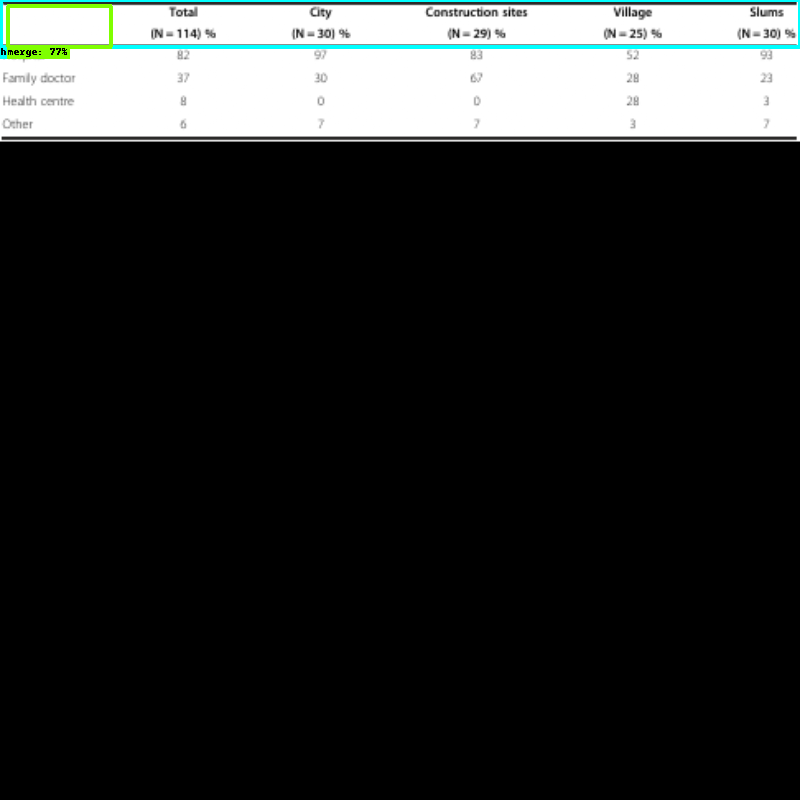 Total City Construction sites Village Slums
(N = 114) % (N = 30) % (N = 29) % (N = 25) % (N = 30) %
hmerge: 77%
82 97 83 52 93
Family doctor 37 30 67 28 23
Health centre 8 0 0 28 3
Other 6 7 7 3 7